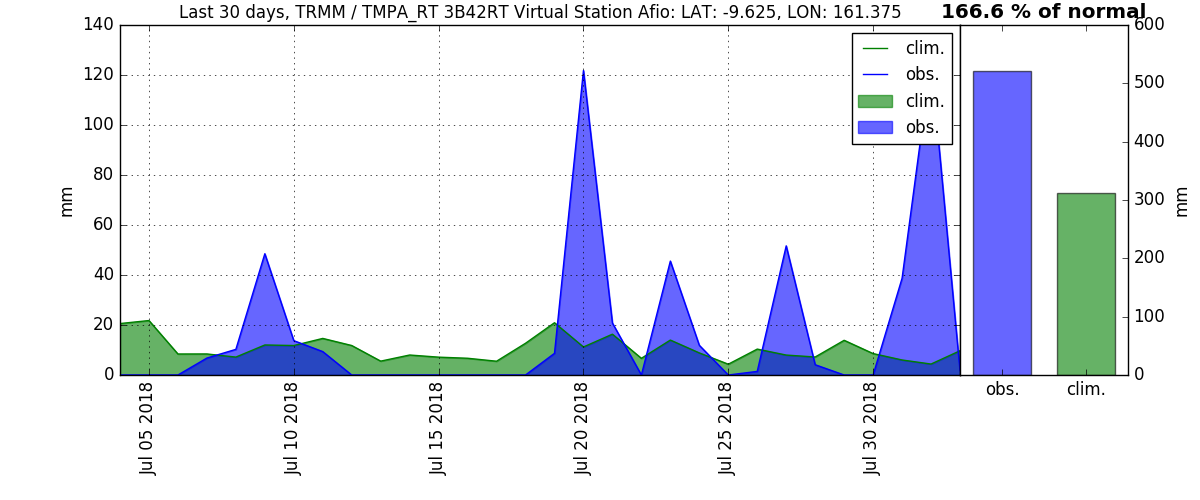 Last 30 days, TRMM / TMPA_RT 3B42RT Virtual Station Afio: LAT: -9.625, LON: 161.375
166.6 % of normal
140
120
100
80
60
40
20
0
mm
clim.
obs.
clim.
obs.
Jul 05 2018
Jul 10 2018
Jul 15 2018
Jul 20 2018
Jul 25 2018
Jul 30 2018
600
500
400
300
200
100
0
mm
obs.
clim.